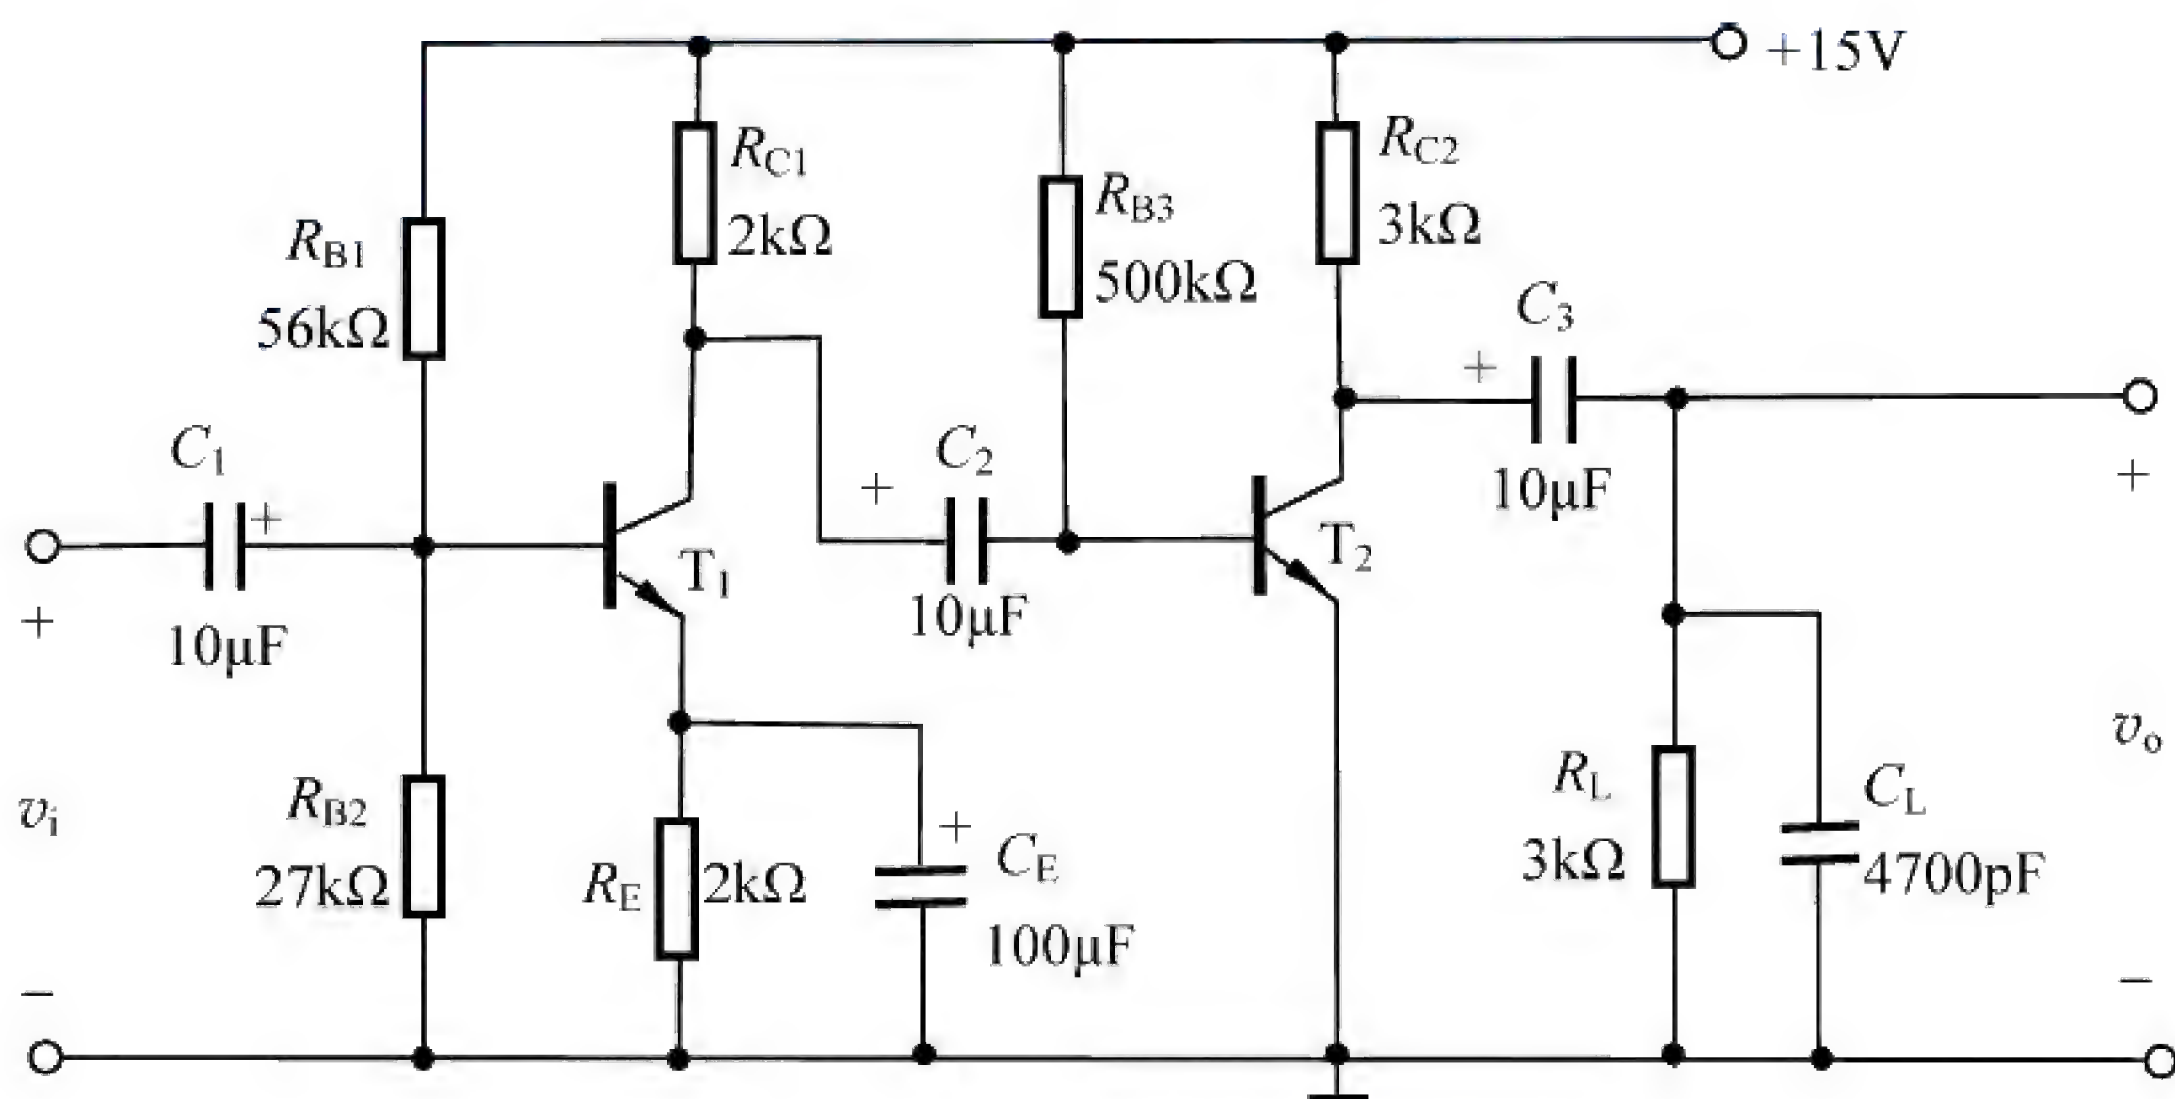 +15V
R_C1
2kΩ
R_B3
500kΩ
R_C2
3kΩ
R_B1
56kΩ
C_3
+
10μF
C_1
+
10μF
C_2
+
10μF
T_1
T_2
+
+
v_i
v_o
R_B2
27kΩ
R_E
2kΩ
+
C_E
100μF
R_L
3kΩ
C_L
4700pF
−
−